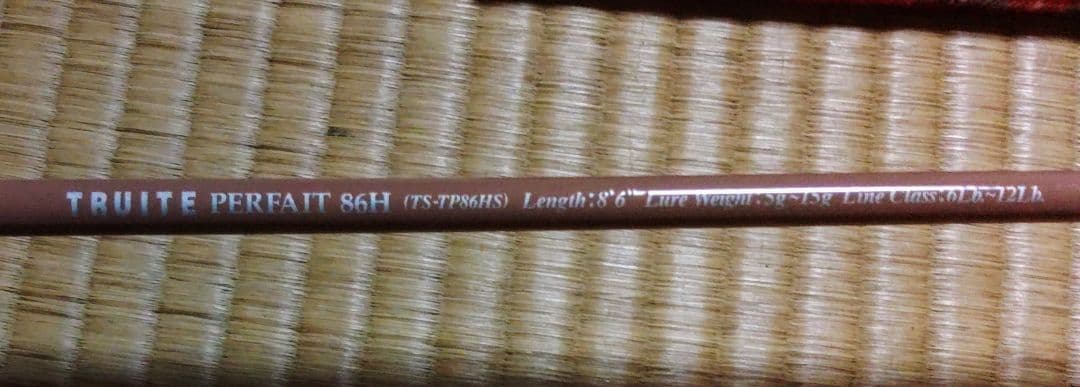 TRUITE PERFAIT 86H (TS-TP86HS) Length:8'6" Lure Weight:5g~15g Line Class:6Lb.~12Lb.